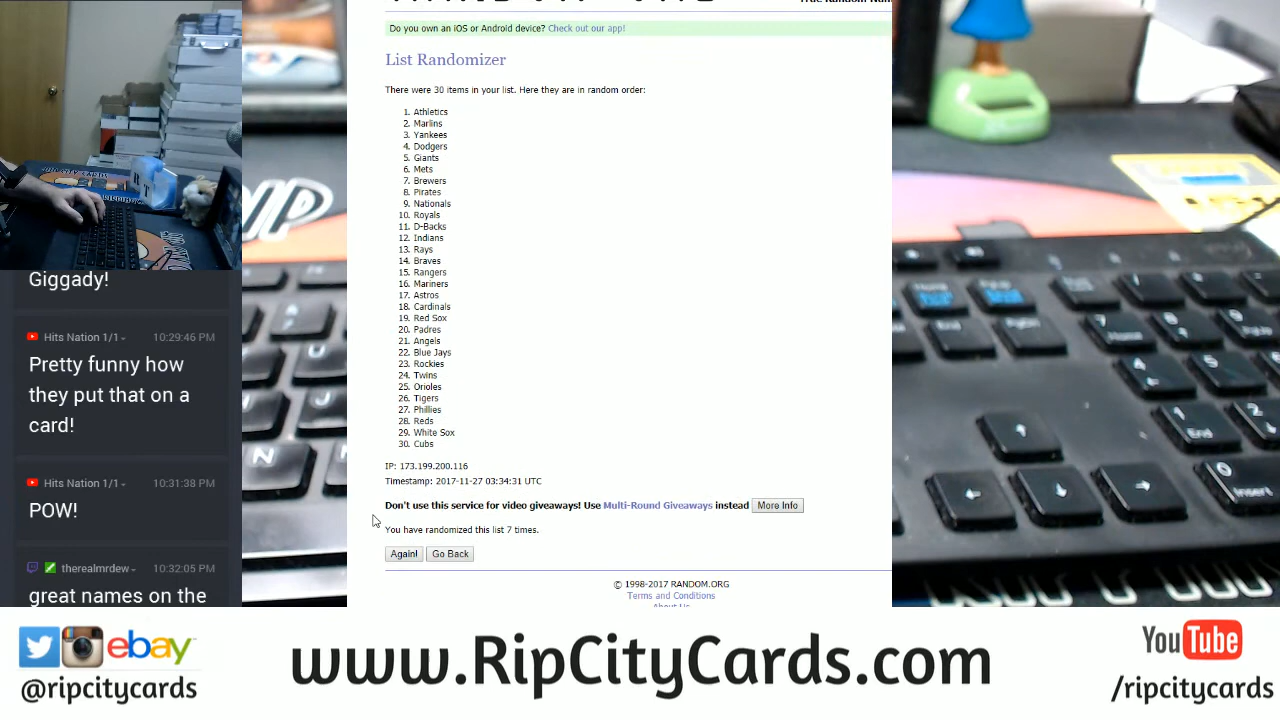 Do you own an iOS or Android device? Check out our app!
List Randomizer
There were 30 items in your list. Here they are in random order:
1. Athletics
2. Marlins
3. Yankees
4. Dodgers
5. Giants
6. Mets
7. Brewers
8. Pirates
9. Nationals
10. Royals
11. D-Backs
12. Indians
13. Rays
14. Braves
15. Rangers
16. Mariners
17. Astros
18. Cardinals
19. Red Sox
20. Padres
21. Angels
22. Blue Jays
23. Rockies
24. Twins
25. Orioles
26. Tigers
27. Phillies
28. Reds
29. White Sox
30. Cubs
IP: 173.199.200.116
Timestamp: 2017-11-27 03:34:31 UTC
Don't use this service for video giveaways! Use Multi-Round Giveaways instead More Info
You have randomized this list 7 times.
Again! Go Back
© 1998-2017 RANDOM.ORG
Terms and Conditions
About Us
Giggady!
Hits Nation 1/1 10:29:46 PM
Pretty funny how
they put that on a
card!
Hits Nation 1/1 10:31:38 PM
POW!
therealmrdew 10:32:05 PM
great names on the
ebay
@ripcitycards
www.RipCityCards.com
YouTube
/ripcitycards